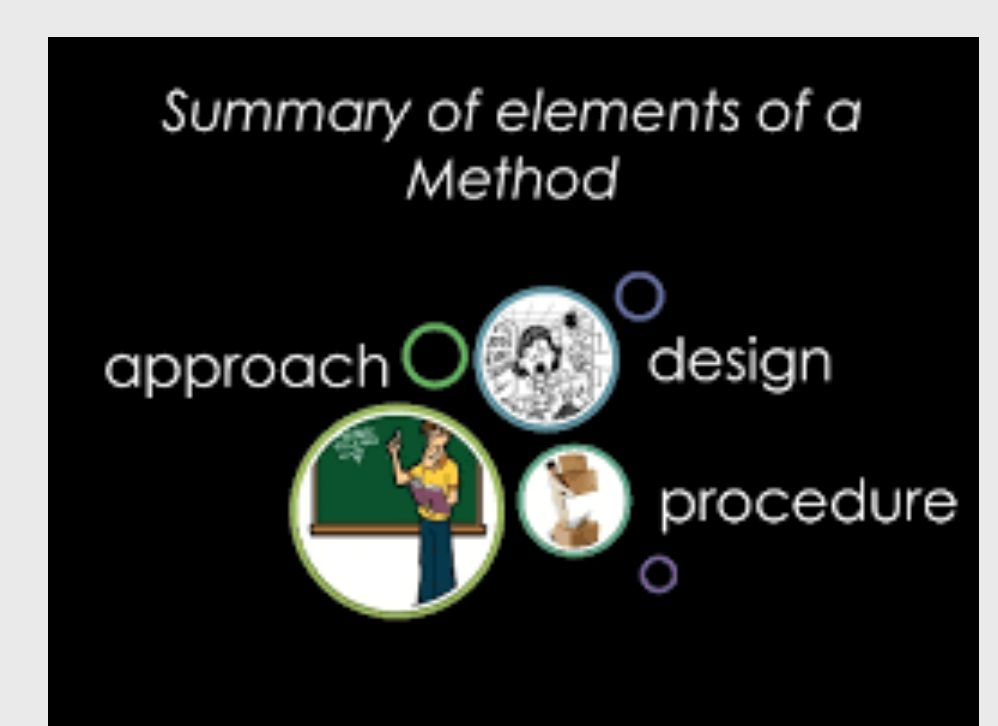 Summary of elements of a
Method
approach
design
procedure